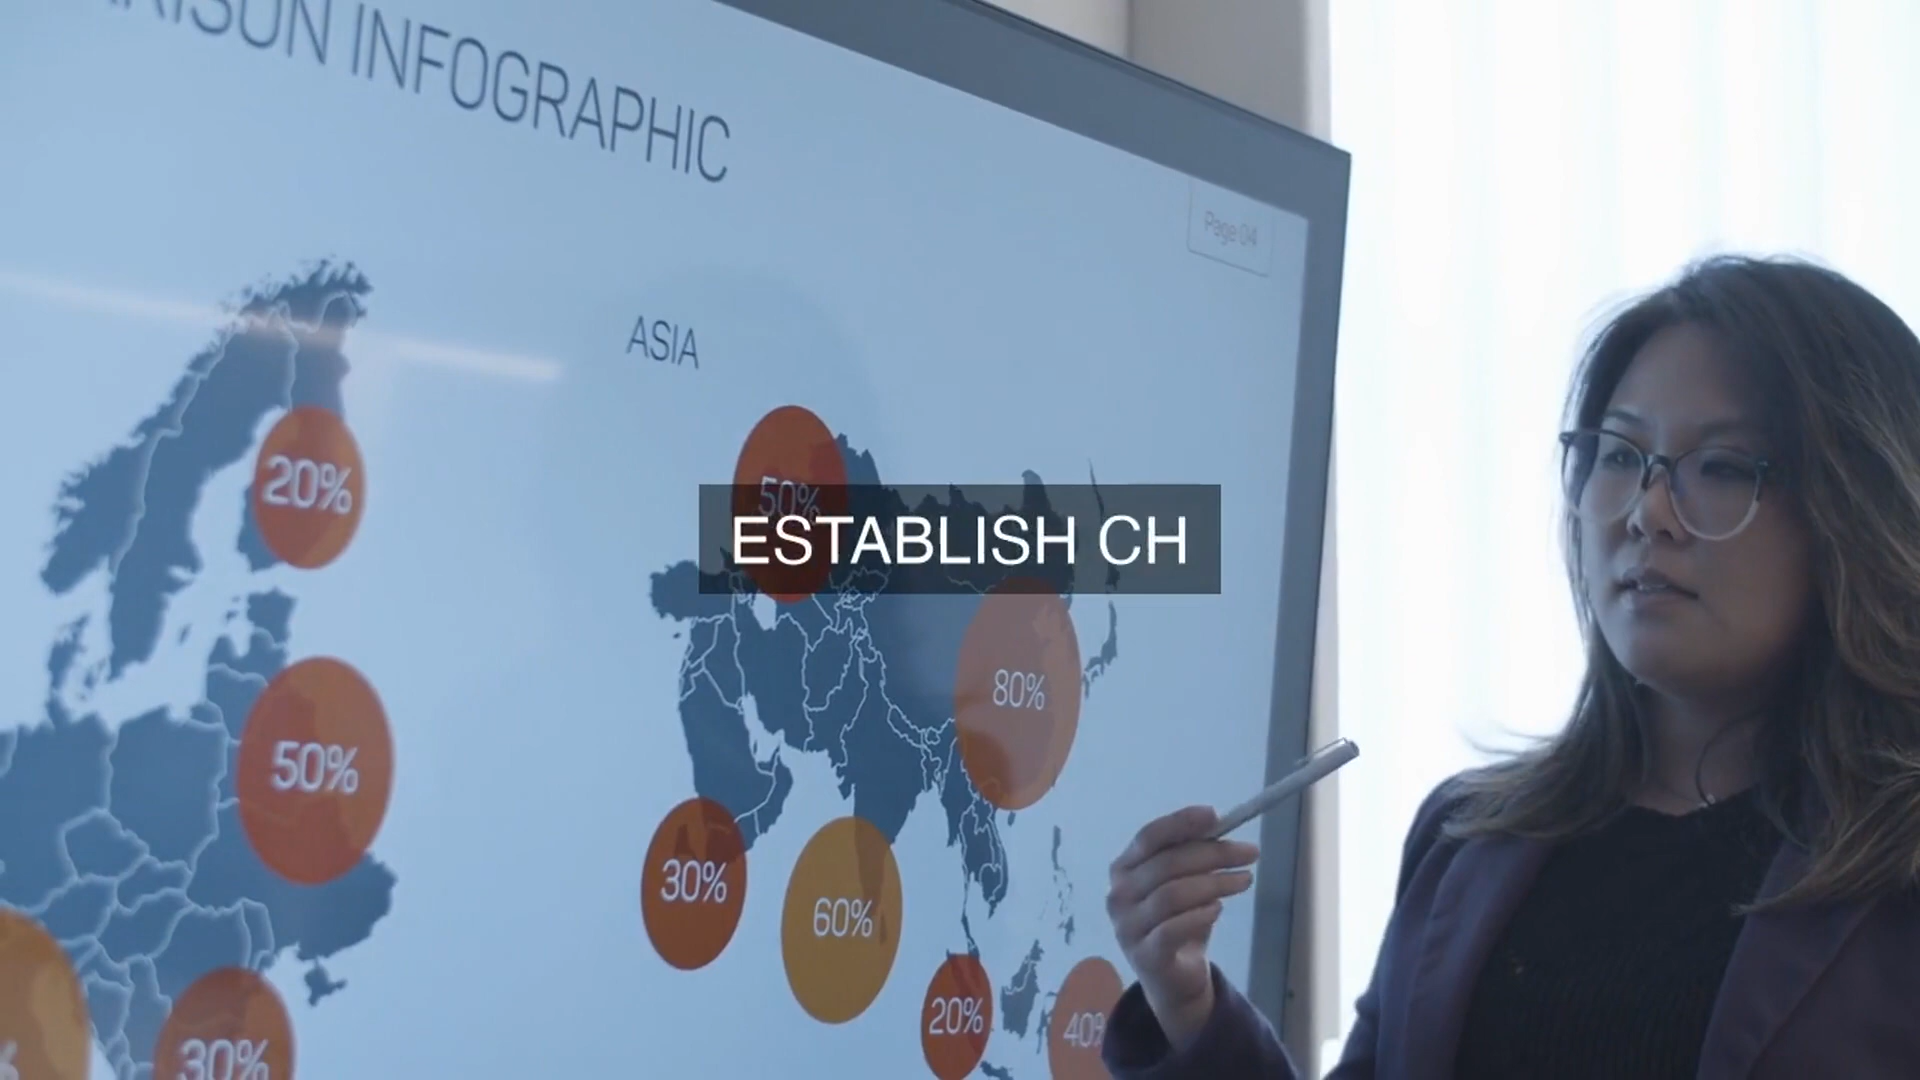 INFOGRAPHIC
Page 04
ASIA
20%
50%
ESTABLISH CH
80%
50%
30%
60%
20%
30%